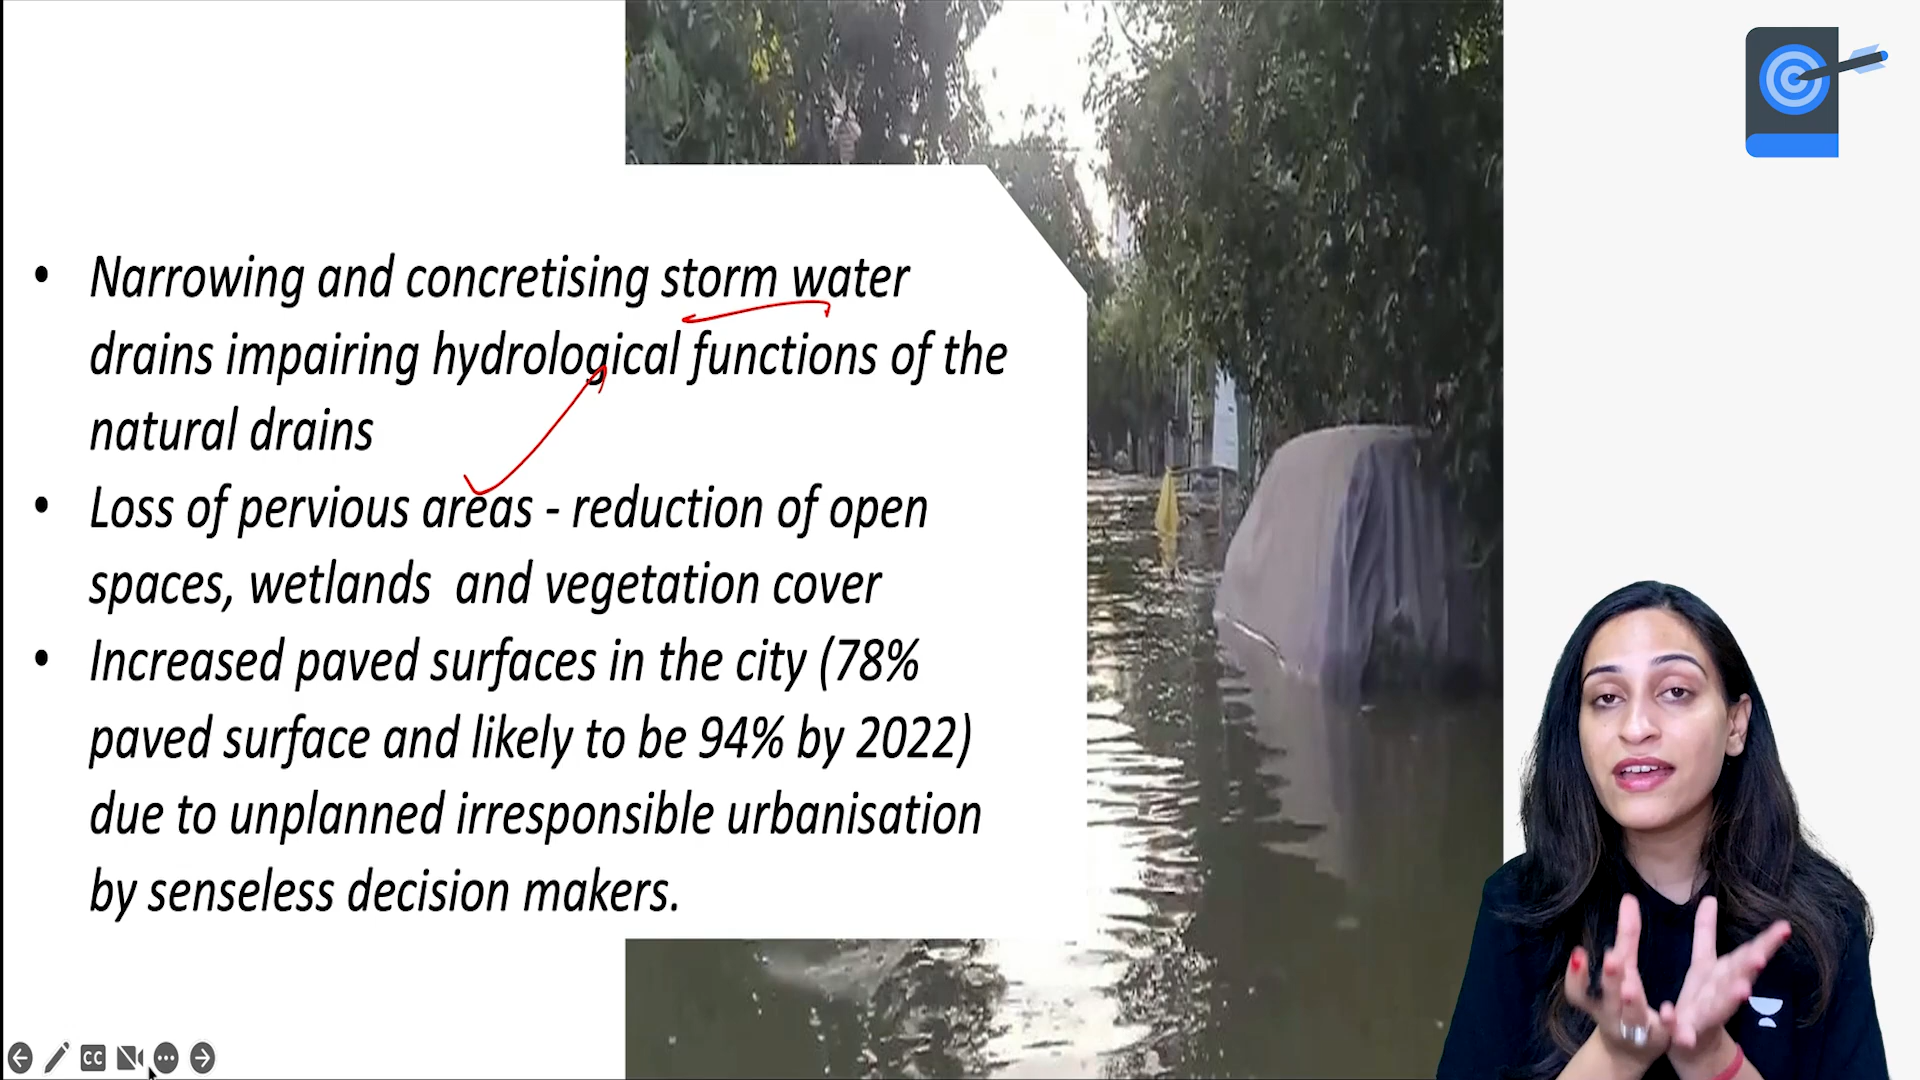 • Narrowing and concretising storm water
drains impairing hydrological functions of the
natural drains
• Loss of pervious areas - reduction of open
spaces, wetlands  and vegetation cover
• Increased paved surfaces in the city (78%
paved surface and likely to be 94% by 2022)
due to unplanned irresponsible urbanisation
by senseless decision makers.
CC